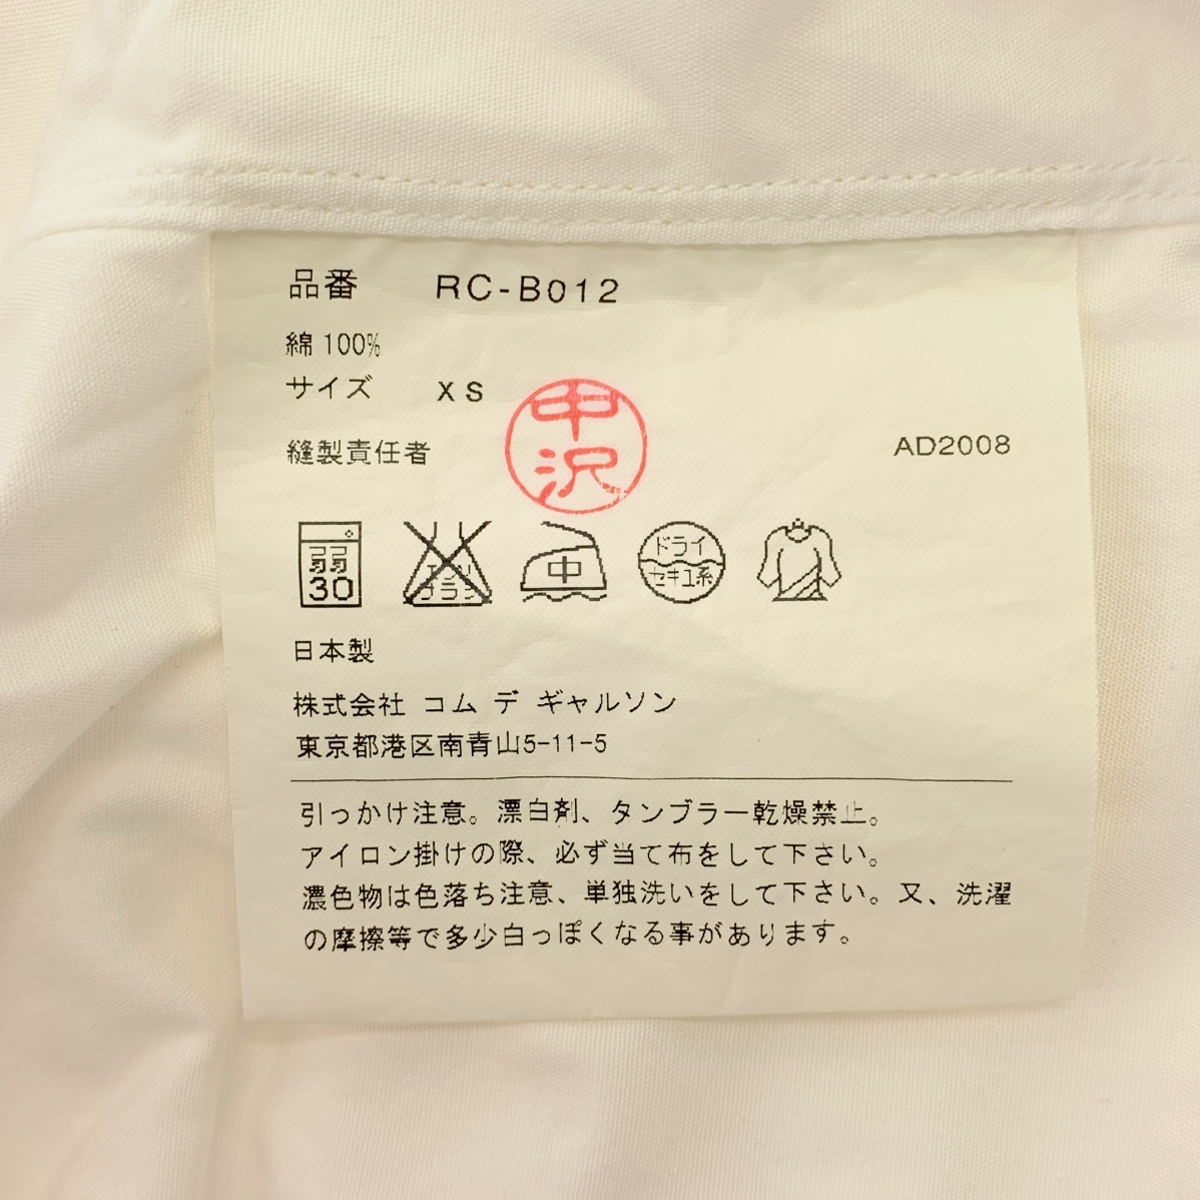 品番 RC-B012
綿 100%
サイズ XS
中沢
縫製責任者 AD2008
弱 30 エンソ サラシ 中 ドライ セキユ系
日本製
株式会社 コム デ ギャルソン
東京都港区南青山5-11-5
引っかけ注意。漂白剤、タンブラー乾燥禁止。
アイロン掛けの際、必ず当て布をして下さい。
濃色物は色落ち注意、単独洗いをして下さい。又、洗濯
の摩擦等で多少白っぽくなる事があります。